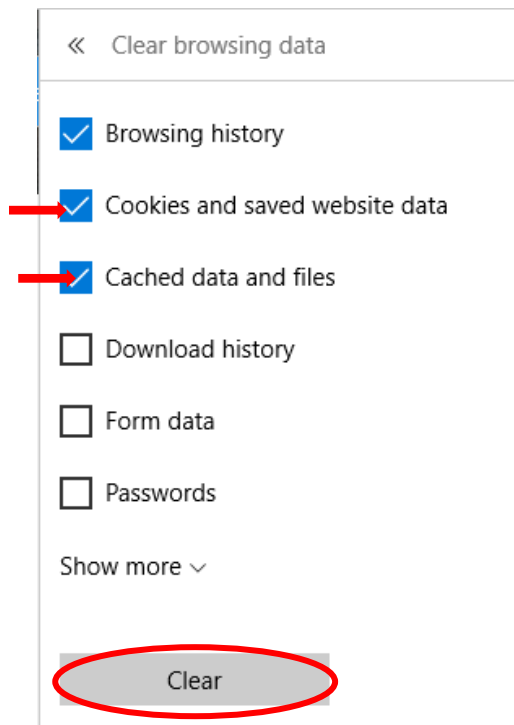 Clear browsing data
Browsing history
Cookies and saved website data
Cached data and files
Download history
Form data
Passwords
Show more
Clear